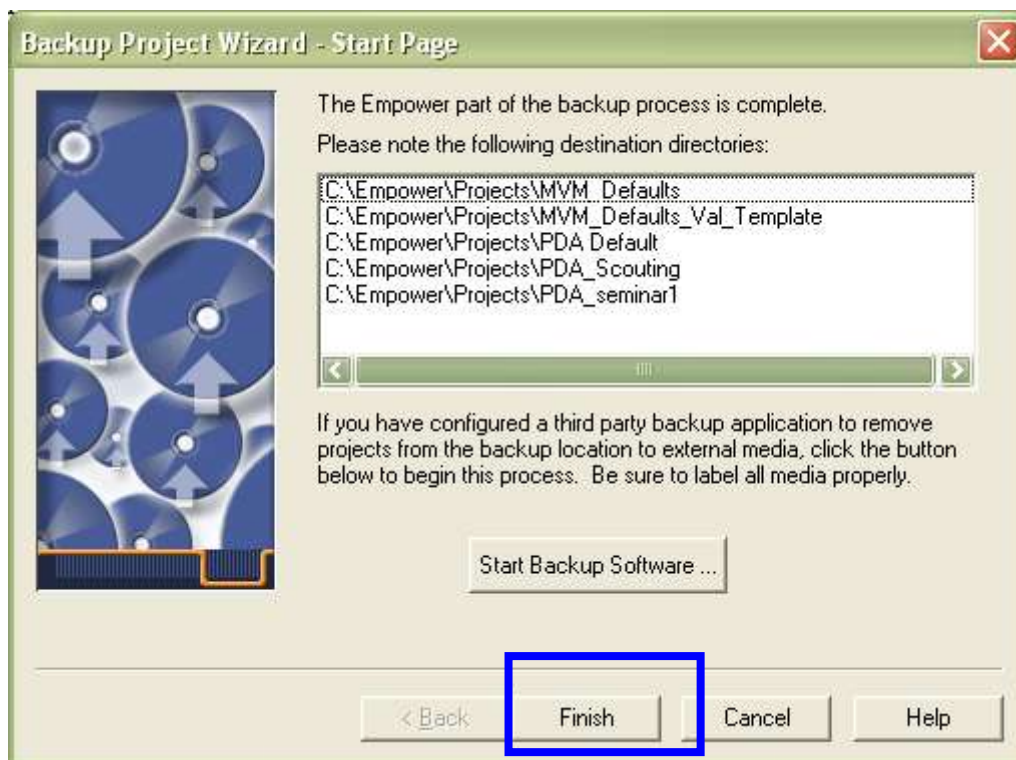 Backup Project Wizard - Start Page
The Empower part of the backup process is complete.
Please note the following destination directories:
C:\Empower\Projects\MVM_Defaults
C:\Empower\Projects\MVM_Defaults_Val_Template
C:\Empower\Projects\PDA Default
C:\Empower\Projects\PDA_Scouting
C:\Empower\Projects\PDA_seminar1
If you have configured a third party backup application to remove
projects from the backup location to external media, click the button
below to begin this process. Be sure to label all media properly.
Start Backup Software ...
< Back
Finish
Cancel
Help